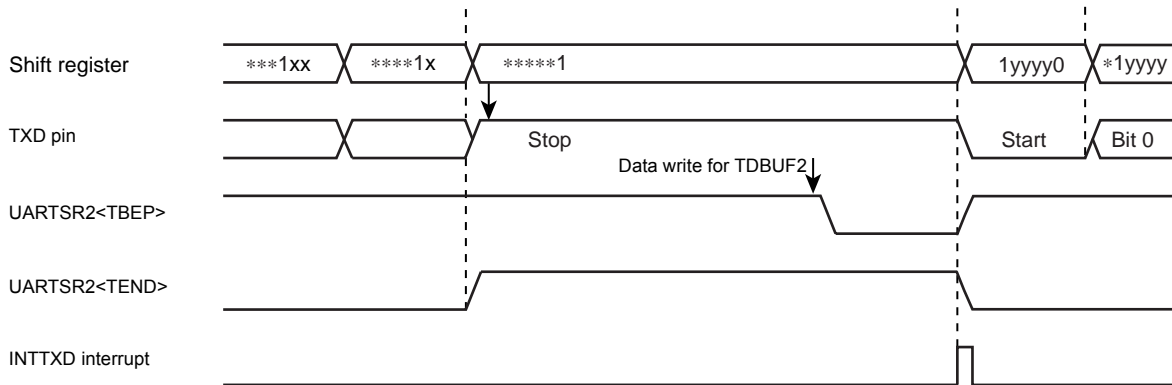 Shift register ***1xx ****1x *****1 1yyyy0 *1yyyy
TXD pin Stop Start Bit 0
Data write for TDBUF2
UARTSR2<TBEP>
UARTSR2<TEND>
INTTXD interrupt